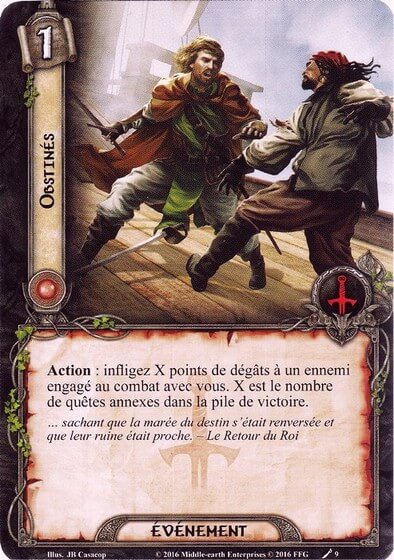 1
OBSTINÉS
Action : infligez X points de dégâts à un ennemi
engagé au combat avec vous. X est le nombre
de quêtes annexes dans la pile de victoire.
... sachant que la marée du destin s'était renversée et
que leur ruine était proche. – Le Retour du Roi
ÉVÉNEMENT
Illus. JB Casacop
© 2016 Middle-earth Enterprises © 2016 FFG
9